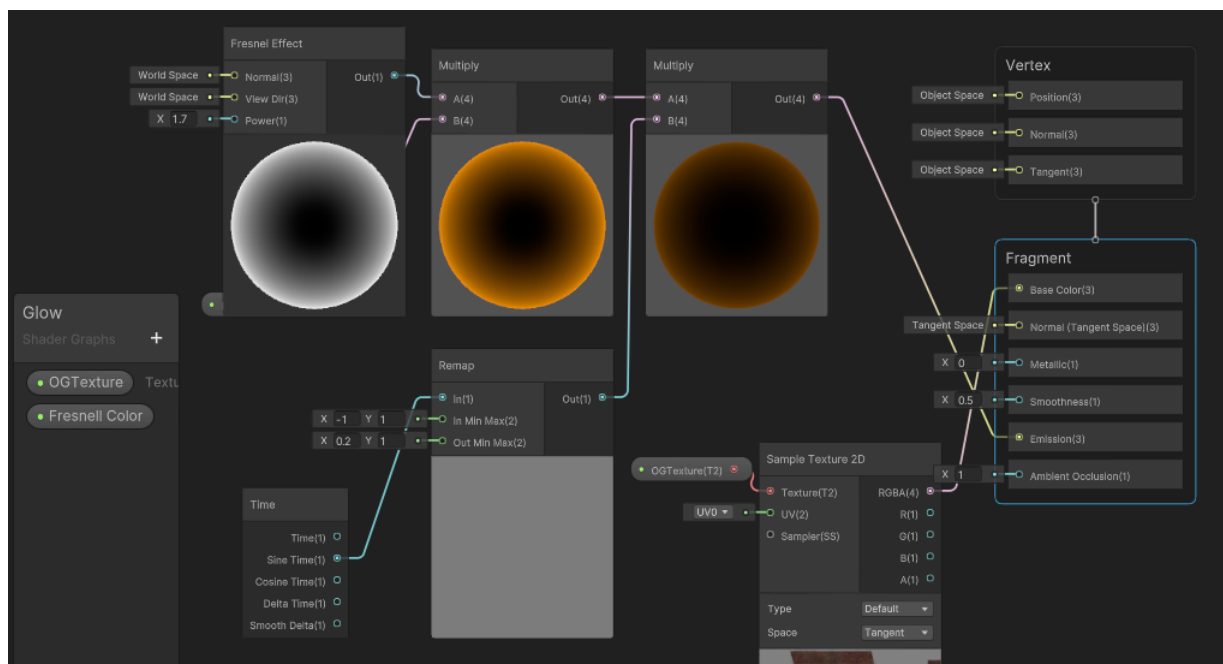 Fresnel Effect
World Space
Normal(3)
Out(1)
World Space
View Dir(3)
X 1.7
Power(1)
Multiply
A(4)
Out(4)
B(4)
Multiply
A(4)
Out(4)
B(4)
Vertex
Object Space
Position(3)
Object Space
Normal(3)
Object Space
Tangent(3)
Glow
Shader Graphs
+
OGTexture
Fresnell Color
Remap
In(1)
Out(1)
X -1 Y 1
In Min Max(2)
X 0.2 Y 1
Out Min Max(2)
Time
Time(1)
Sine Time(1)
Cosine Time(1)
Delta Time(1)
Smooth Delta(1)
OGTexture(T2)
Sample Texture 2D
Texture(T2)
RGBA(4)
UV0
UV(2)
R(1)
Sampler(SS)
G(1)
B(1)
A(1)
Type
Default
Space
Tangent
Fragment
Base Color(3)
Tangent Space
Normal (Tangent Space)(3)
X 0
Metallic(1)
X 0.5
Smoothness(1)
Emission(3)
X 1
Ambient Occlusion(1)